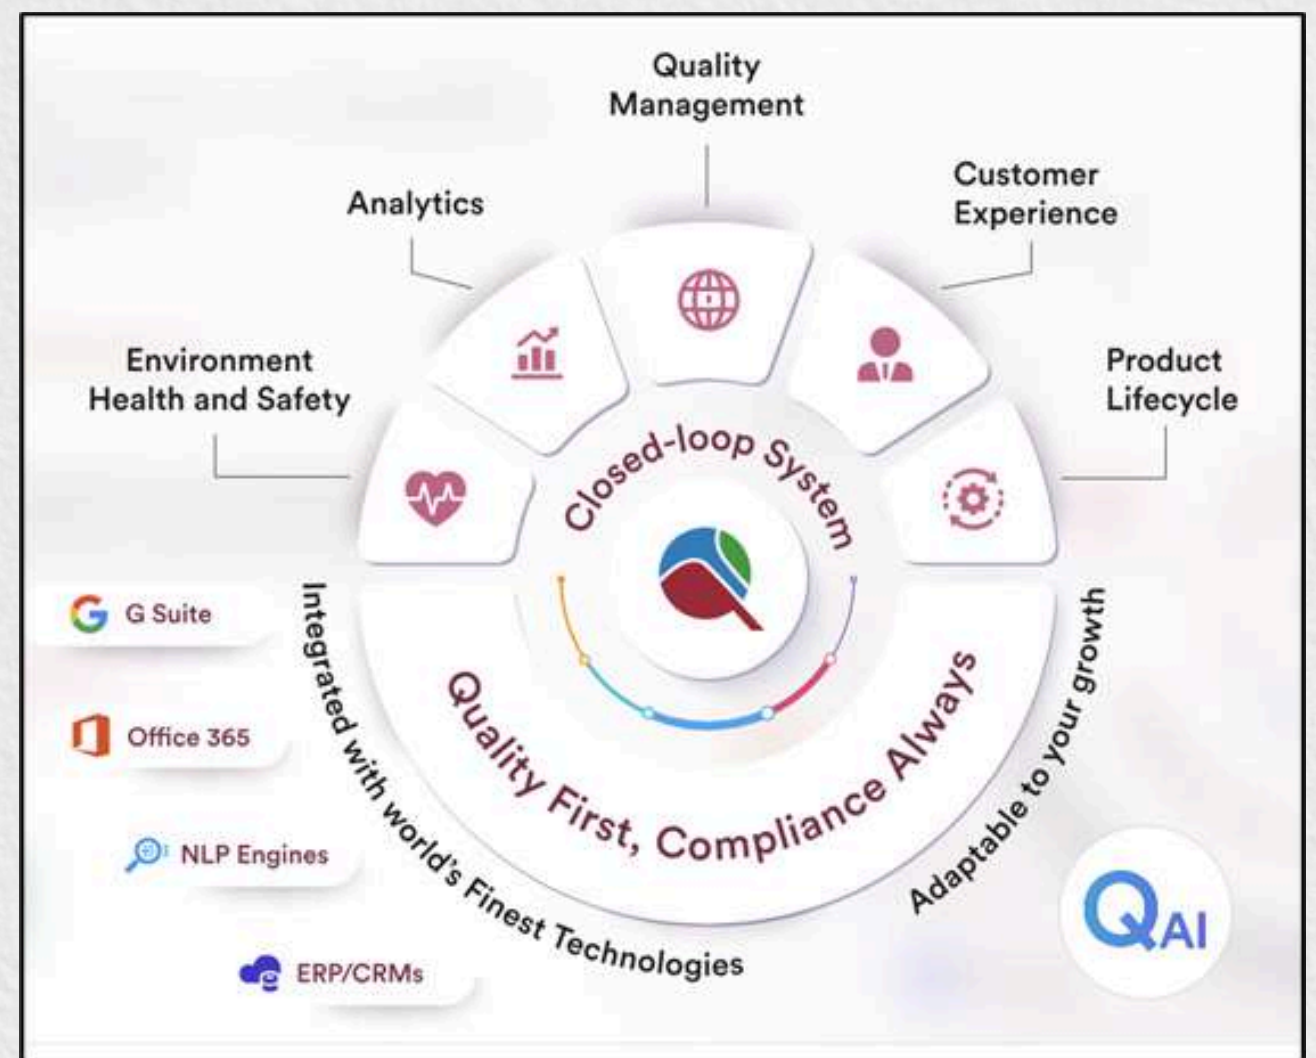 Quality
Management
Customer
Experience
Analytics
Environment
Health and Safety
Product
Lifecycle
Closed-loop System
G Suite
Office 365
NLP Engines
ERP/CRMs
Integrated with world's Finest Technologies
Quality First, Compliance Always
Adaptable to your growth
QAI